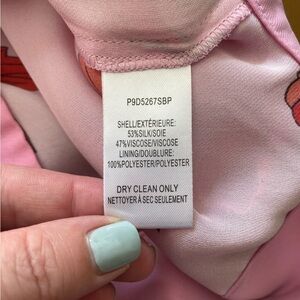 P9D5267SBP
SHELL/EXTÉRIEURE:
53%SILK/SOIE
47%VISCOSE/VISCOSE
LINING/DOUBLURE:
100%POLYESTER/POLYESTER
DRY CLEAN ONLY
NETTOYER À SEC SEULEMENT